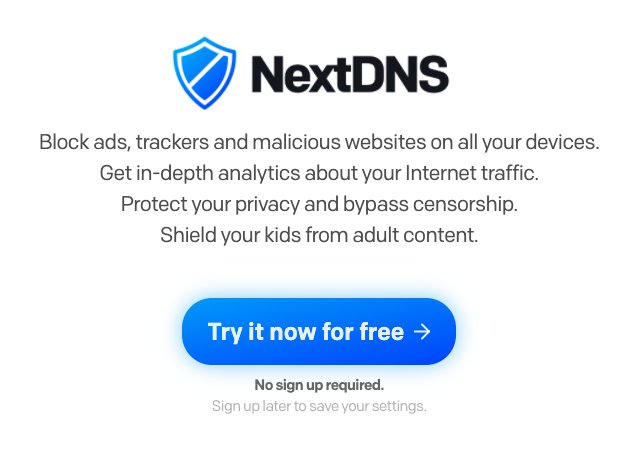 NextDNS
Block ads, trackers and malicious websites on all your devices.
Get in-depth analytics about your Internet traffic.
Protect your privacy and bypass censorship.
Shield your kids from adult content.
Try it now for free →
No sign up required.
Sign up later to save your settings.